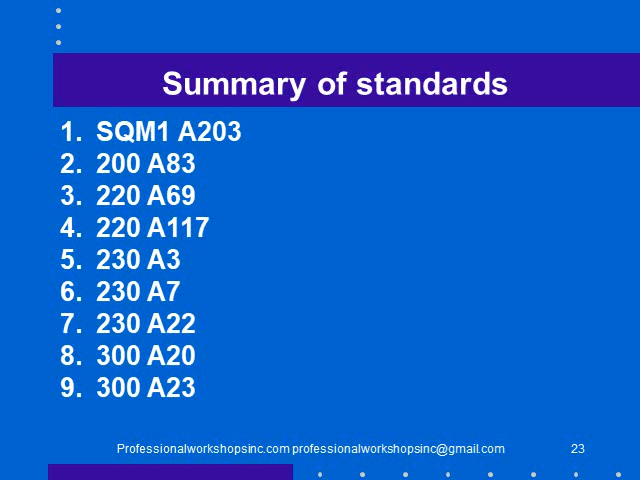 Summary of standards
1. SQM1 A203
2. 200 A83
3. 220 A69
4. 220 A117
5. 230 A3
6. 230 A7
7. 230 A22
8. 300 A20
9. 300 A23
Professionalworkshopsinc.com professionalworkshopsinc@gmail.com 23